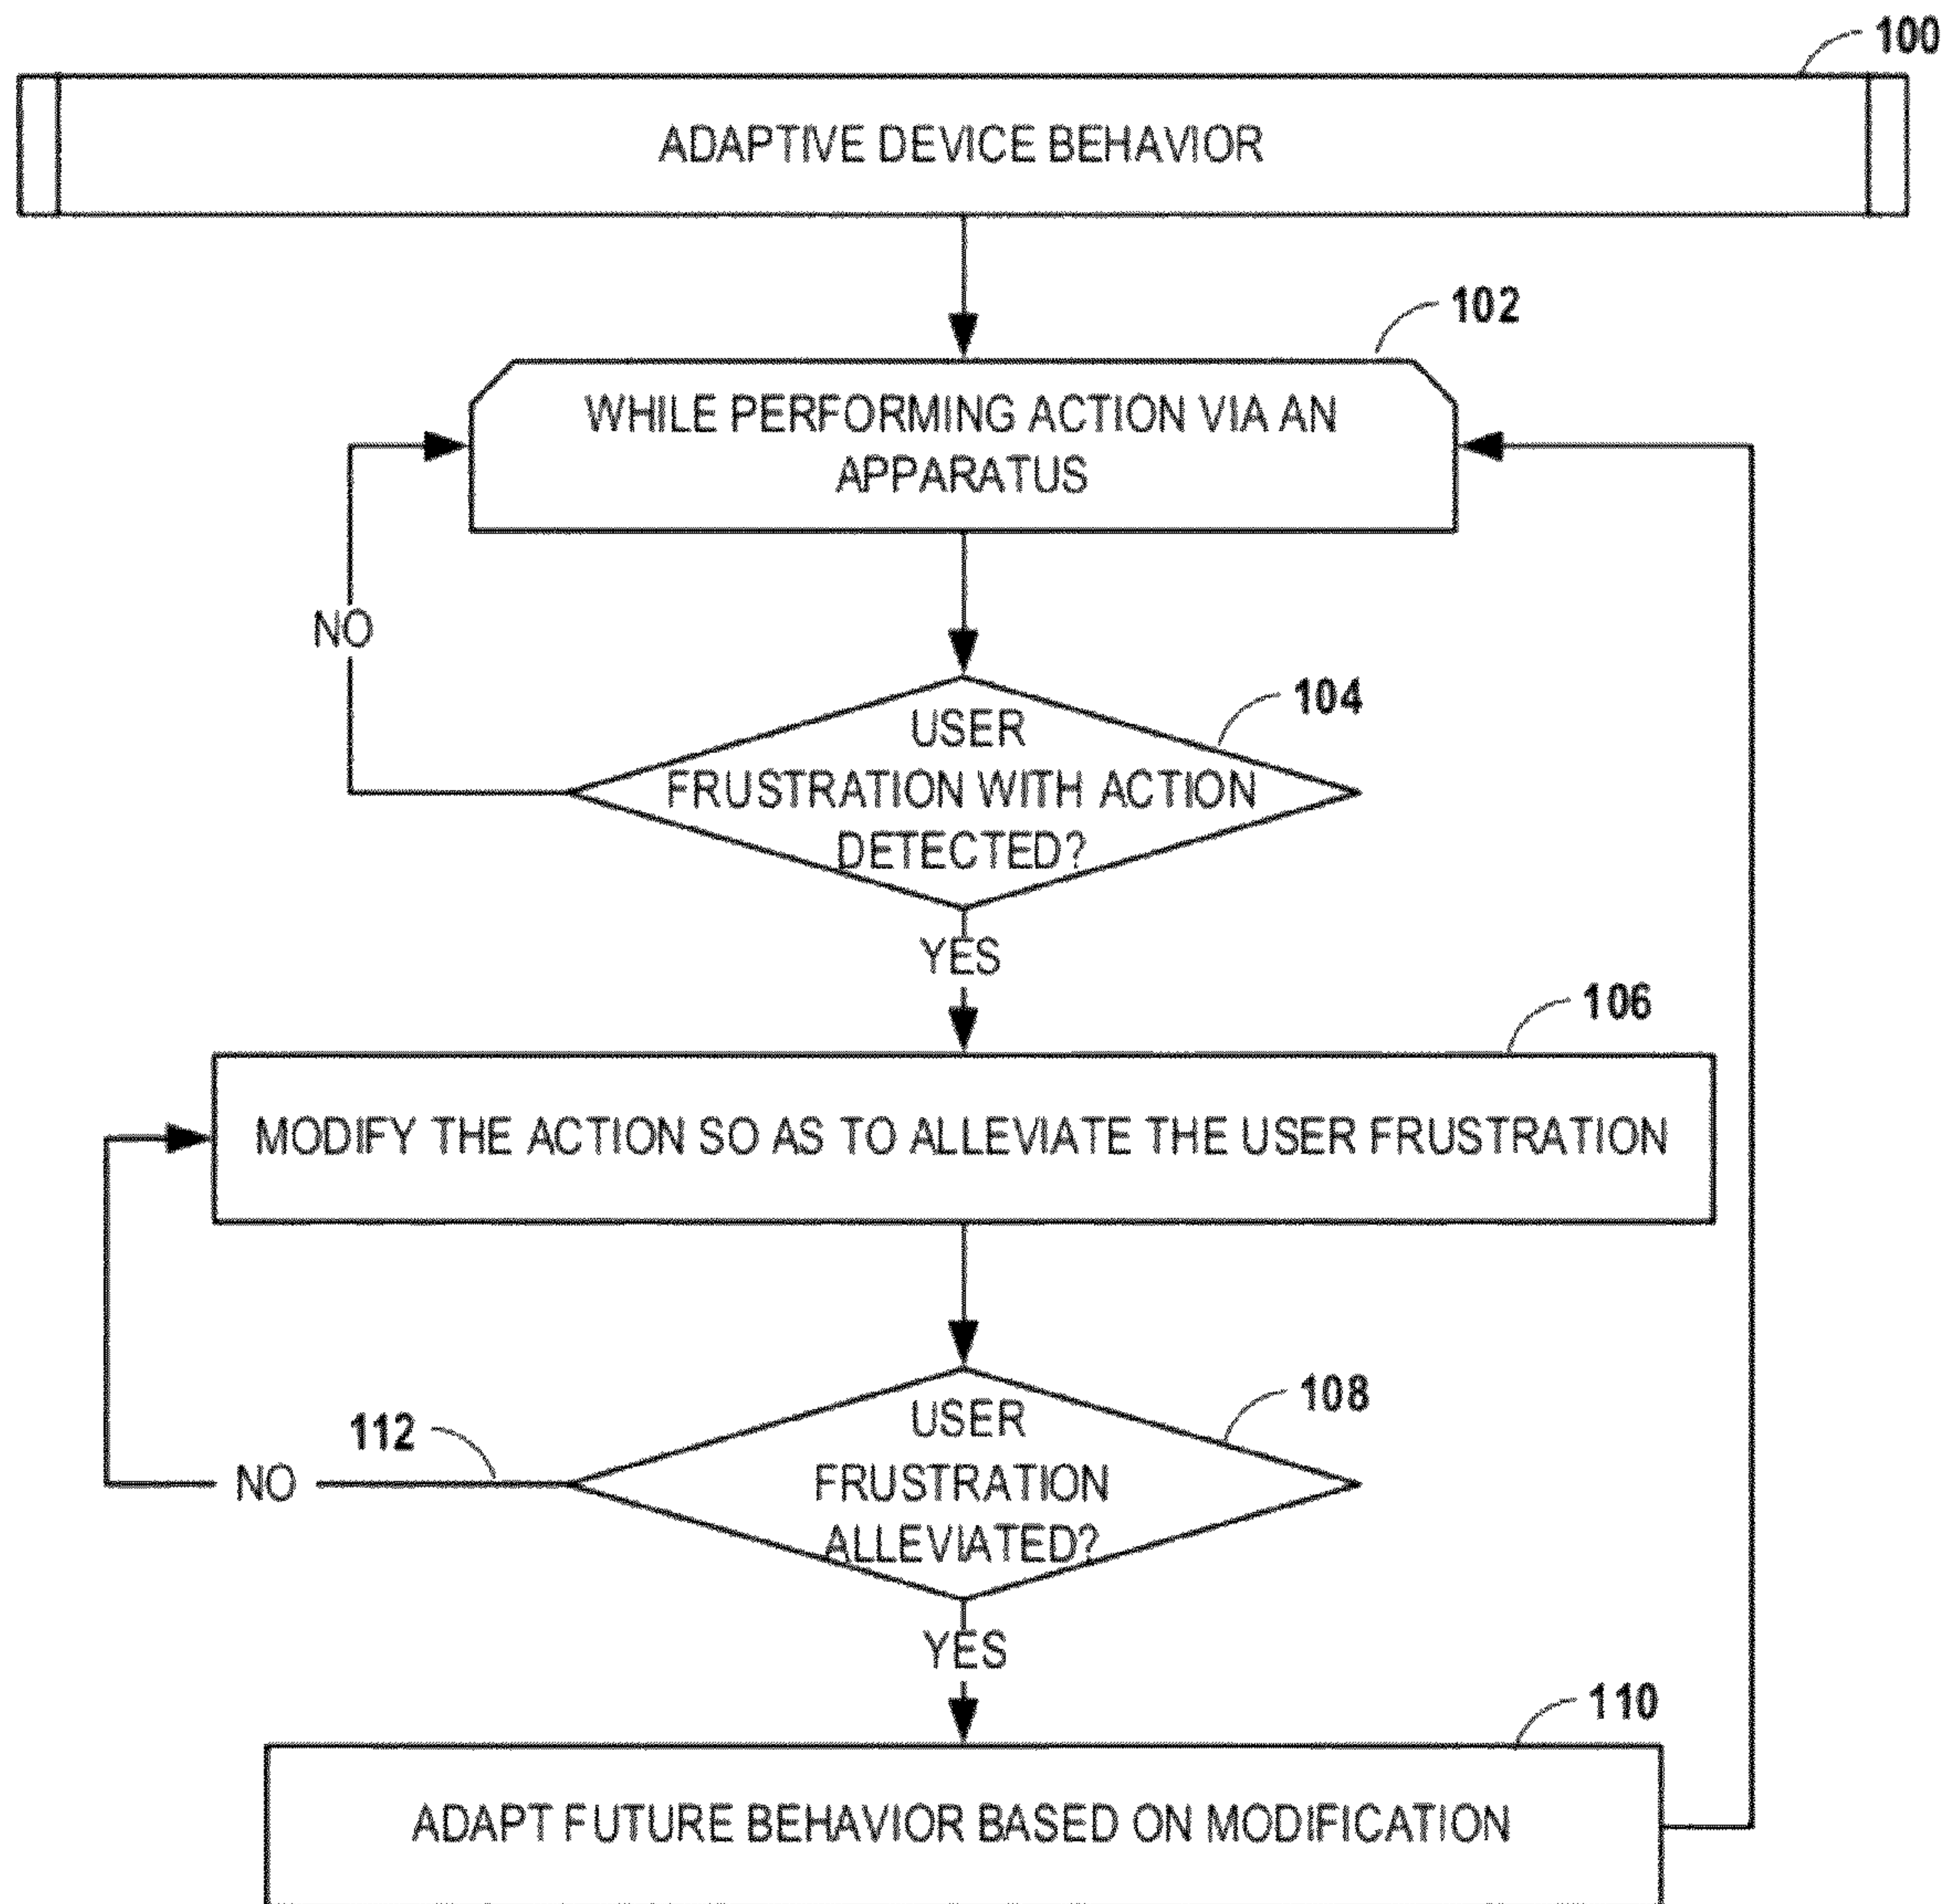 100
ADAPTIVE DEVICE BEHAVIOR
102
WHILE PERFORMING ACTION VIA AN
APPARATUS
NO
104
USER
FRUSTRATION WITH ACTION
DETECTED?
YES
106
MODIFY THE ACTION SO AS TO ALLEVIATE THE USER FRUSTRATION
108
USER
FRUSTRATION
ALLEVIATED?
112
NO
YES
110
ADAPT FUTURE BEHAVIOR BASED ON MODIFICATION